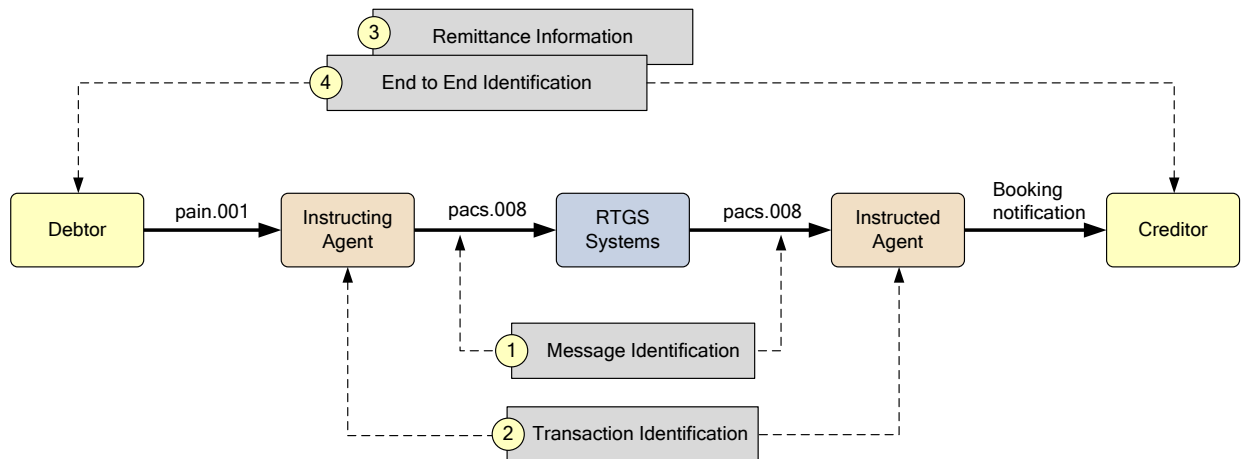 3 Remittance Information
4 End to End Identification
Debtor
pain.001
Instructing
Agent
pacs.008
RTGS
Systems
pacs.008
Instructed
Agent
Booking
notification
Creditor
1 Message Identification
2 Transaction Identification